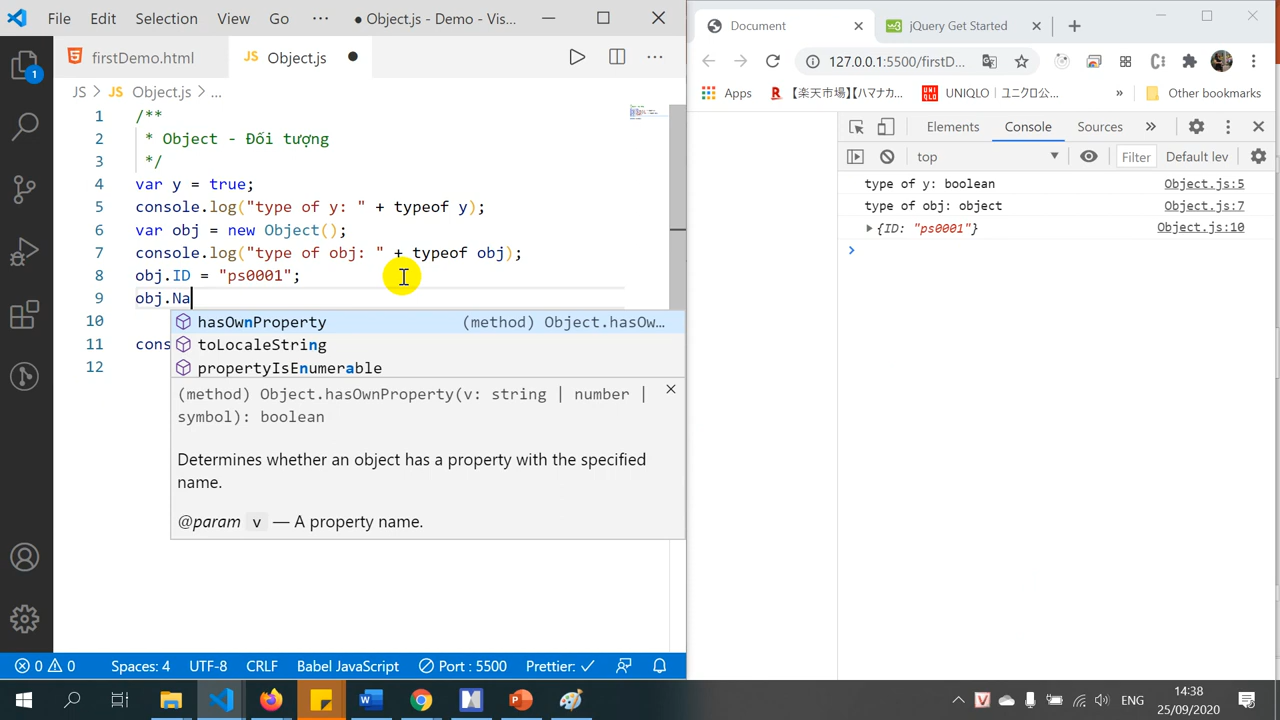 File Edit Selection View Go ··· ● Object.js - Demo - Vis...
firstDemo.html
JS Object.js ●
JS > JS Object.js > ...
1 /**
2 * Object - Đối tượng
3 */
4 var y = true;
5 console.log("type of y: " + typeof y);
6 var obj = new Object();
7 console.log("type of obj: " + typeof obj);
8 obj.ID = "ps0001";
9 obj.Na
10
11 cons
12
hasOwnProperty (method) Object.hasOw...
toLocaleString
propertyIsEnumerable
(method) Object.hasOwnProperty(v: string | number |
symbol): boolean
Determines whether an object has a property with the specified
name.
@param v — A property name.
1
0 0 Spaces: 4 UTF-8 CRLF Babel JavaScript Port : 5500 Prettier: ✓
Document
jQuery Get Started
127.0.0.1:5500/firstD...
Apps 【楽天市場】【ハマナカ... UNIQLO | ユニクロ公... » Other bookmarks
Elements Console Sources »
top Filter Default lev
type of y: boolean Object.js:5
type of obj: object Object.js:7
{ID: "ps0001"} Object.js:10
ENG
14:38
25/09/2020